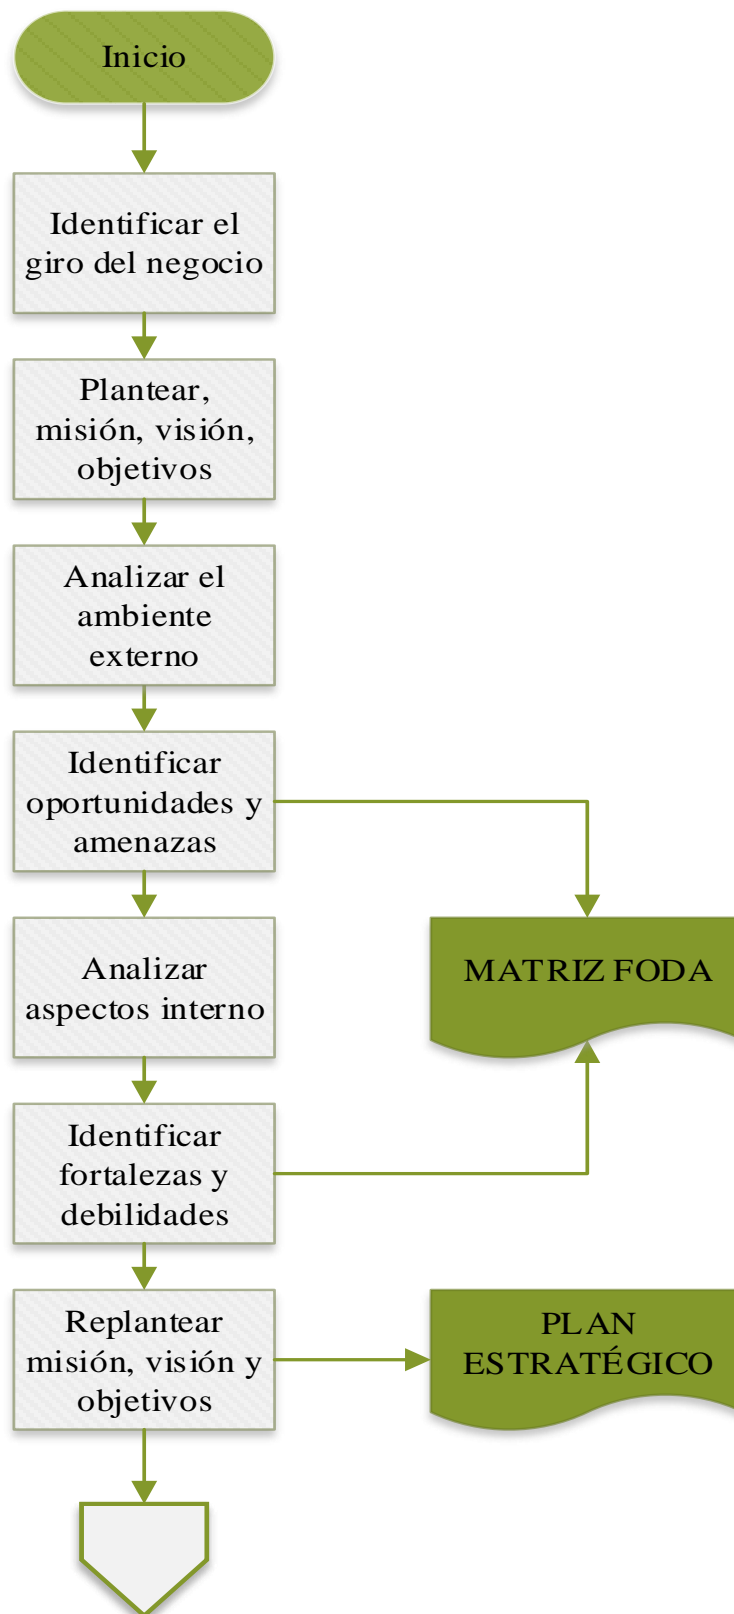 Inicio
Identificar el
giro del negocio
Plantear,
misión, visión,
objetivos
Analizar el
ambiente
externo
Identificar
oportunidades y
amenazas
Analizar
aspectos interno
MATRIZ FODA
Identificar
fortalezas y
debilidades
Replantear
misión, visión y
objetivos
PLAN
ESTRATÉGICO